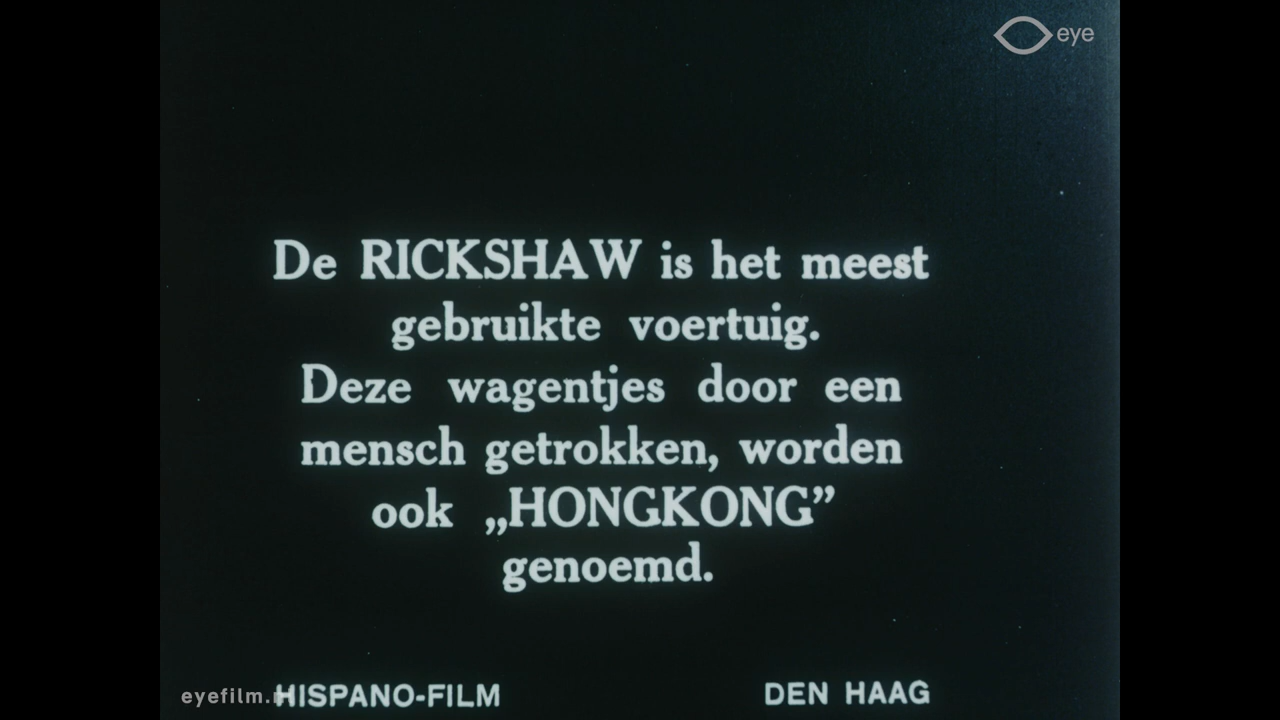 eye
De RICKSHAW is het meest
gebruikte voertuig.
Deze wagentjes door een
mensch getrokken, worden
ook „HONGKONG”
genoemd.
HISPANO-FILM DEN HAAG
eyefilm.n